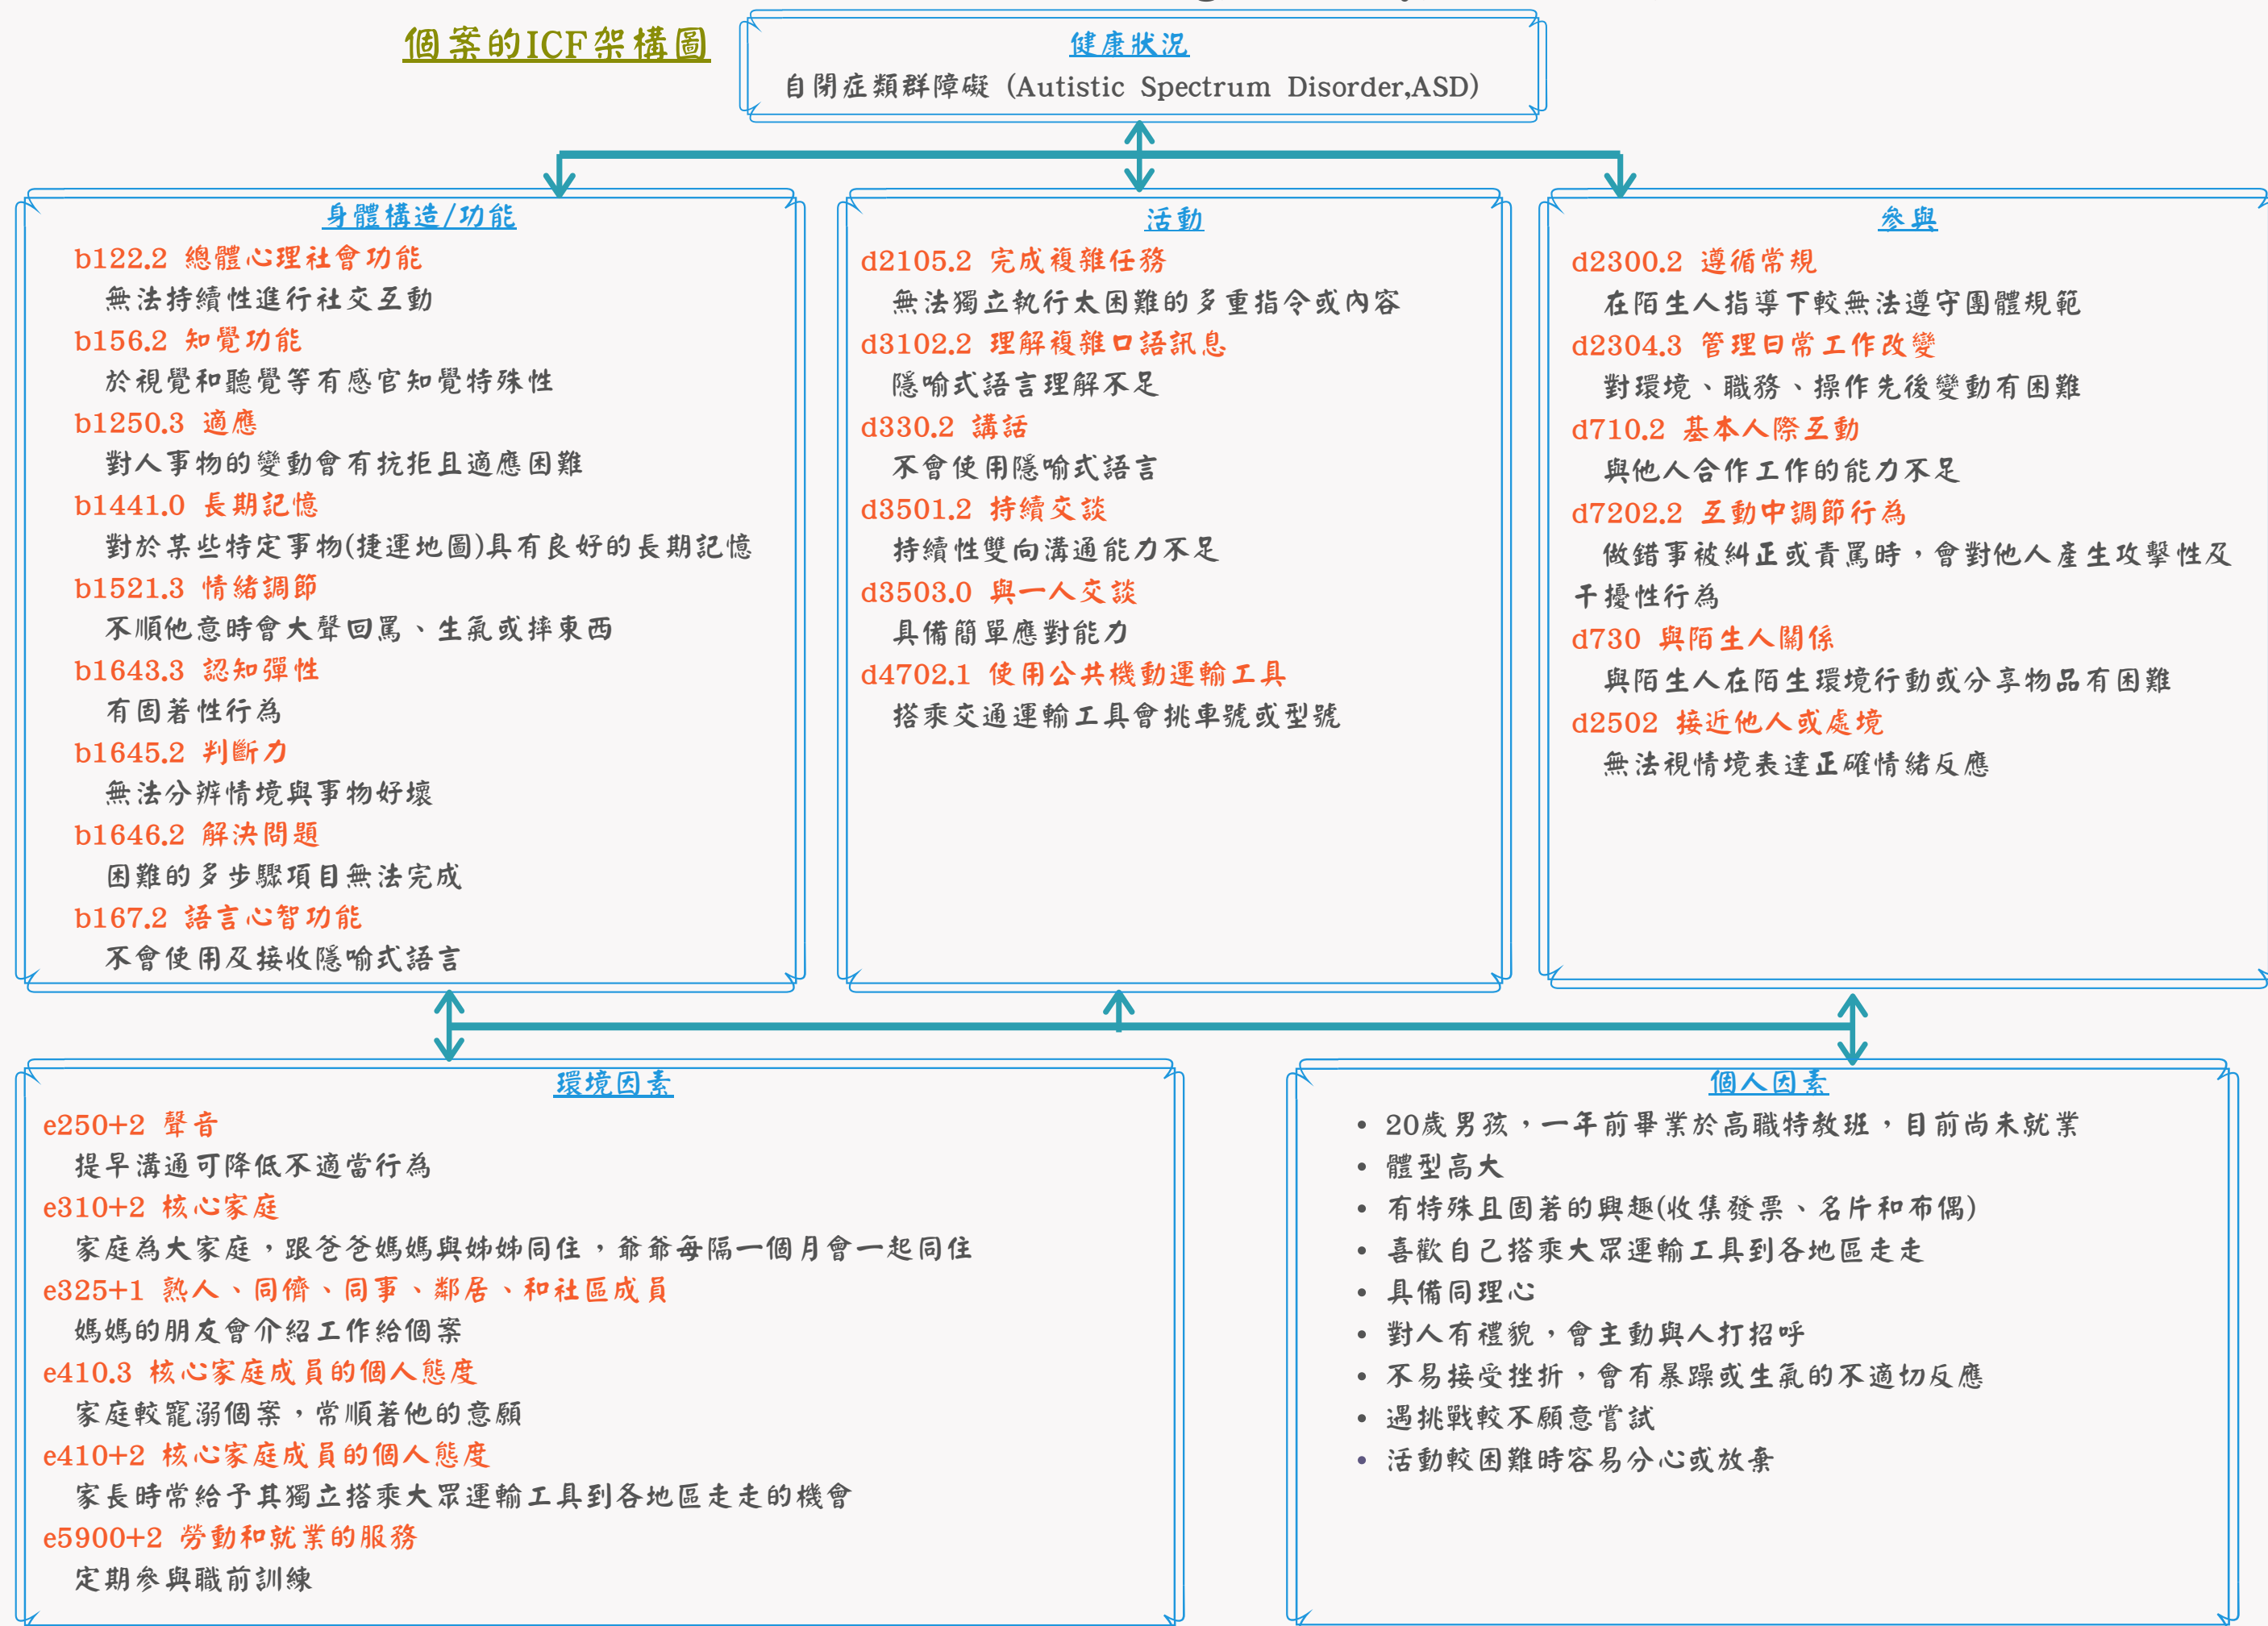 個案的ICF架構圖
健康狀況
自閉症類群障礙 (Autistic Spectrum Disorder,ASD)
身體構造/功能
b122.2 總體心理社會功能
無法持續性進行社交互動
b156.2 知覺功能
於視覺和聽覺等有感官知覺特殊性
b1250.3 適應
對人事物的變動會有抗拒且適應困難
b1441.0 長期記憶
對於某些特定事物(捷運地圖)具有良好的長期記憶
b1521.3 情緒調節
不順他意時會大聲回罵、生氣或摔東西
b1643.3 認知彈性
有固著性行為
b1645.2 判斷力
無法分辨情境與事物好壞
b1646.2 解決問題
困難的多步驟項目無法完成
b167.2 語言心智功能
不會使用及接收隱喻式語言
活動
d2105.2 完成複雜任務
無法獨立執行太困難的多重指令或內容
d3102.2 理解複雜口語訊息
隱喻式語言理解不足
d330.2 講話
不會使用隱喻式語言
d3501.2 持續交談
持續性雙向溝通能力不足
d3503.0 與一人交談
具備簡單應對能力
d4702.1 使用公共機動運輸工具
搭乘交通運輸工具會挑車號或型號
參與
d2300.2 遵循常規
在陌生人指導下較無法遵守團體規範
d2304.3 管理日常工作改變
對環境、職務、操作先後變動有困難
d710.2 基本人際互動
與他人合作工作的能力不足
d7202.2 互動中調節行為
做錯事被糾正或責罵時，會對他人產生攻擊性及
干擾性行為
d730 與陌生人關係
與陌生人在陌生環境行動或分享物品有困難
d2502 接近他人或處境
無法視情境表達正確情緒反應
環境因素
e250+2 聲音
提早溝通可降低不適當行為
e310+2 核心家庭
家庭為大家庭，跟爸爸媽媽與姊姊同住，爺爺每隔一個月會一起同住
e325+1 熟人、同儕、同事、鄰居、和社區成員
媽媽的朋友會介紹工作給個案
e410.3 核心家庭成員的個人態度
家庭較寵溺個案，常順著他的意願
e410+2 核心家庭成員的個人態度
家長時常給予其獨立搭乘大眾運輸工具到各地區走走的機會
e5900+2 勞動和就業的服務
定期參與職前訓練
個人因素
• 20歲男孩，一年前畢業於高職特教班，目前尚未就業
• 體型高大
• 有特殊且固著的興趣(收集發票、名片和布偶)
• 喜歡自己搭乘大眾運輸工具到各地區走走
• 具備同理心
• 對人有禮貌，會主動與人打招呼
• 不易接受挫折，會有暴躁或生氣的不適切反應
• 遇挑戰較不願意嘗試
• 活動較困難時容易分心或放棄